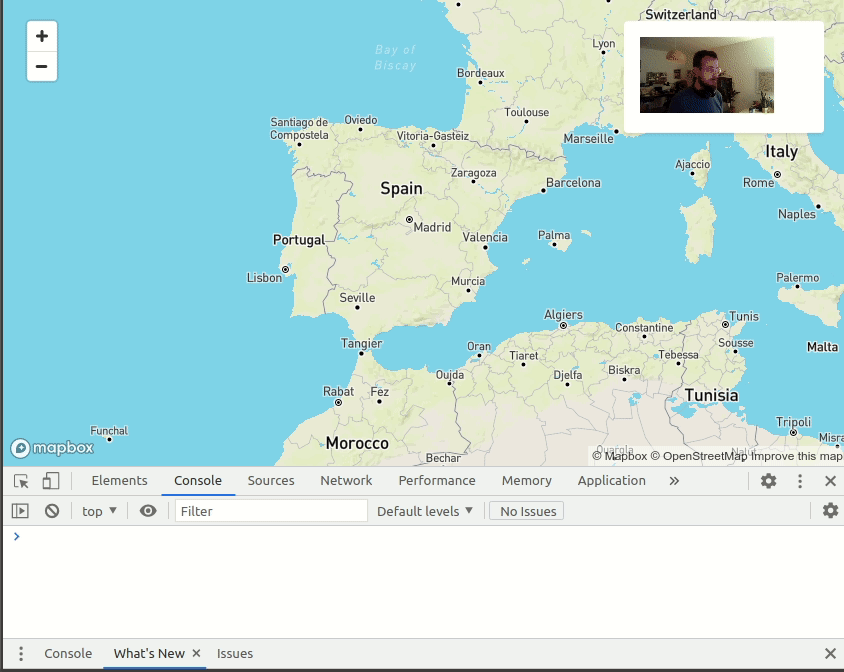 Switzerland
+
−
Bay of
Biscay
Lyon
Bordeaux
Toulouse
Santiago de
Compostela
Oviedo
Vitoria-Gasteiz
Marseille
Italy
Ajaccio
Rome
Zaragoza
Barcelona
Spain
Naples
Madrid
Valencia
Palma
Portugal
Lisbon
Murcia
Palermo
Seville
Algiers
Tunis
Constantine
Tangier
Oran
Sousse
Malta
Tiaret
Tebessa
Biskra
Oujda
Djelfa
Rabat
Fez
Tunisia
Tripoli
Funchal
Misra
Morocco
mapbox
Bechar
© Mapbox © OpenStreetMap Improve this map
Elements Console Sources Network Performance Memory Application »
top ▼ Filter Default levels ▼ No Issues
>
Console What's New × Issues